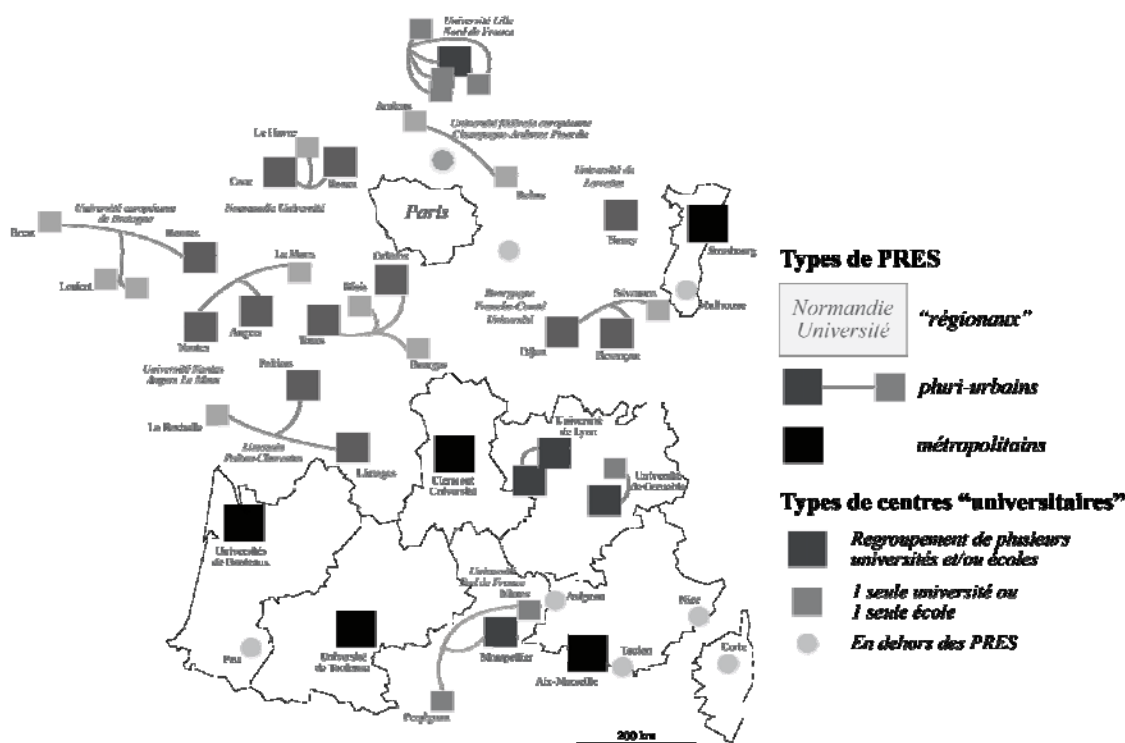 Université Lille
Nord de France
Amiens
Université fédérale européenne
Champagne-Ardenne Picardie
Le Havre
Caen
Rouen
Reims
Université de
Lorraine
Normandie Université
Paris
Nancy
Strasbourg
Université européenne
de Bretagne
Brest
Rennes
Lorient
Le Mans
Orléans
Blois
Bourgogne
Franche-Comté
Université
Sévenans
Mulhouse
Nantes
Angers
Tours
Dijon
Besançon
Bourges
Université Nantes
Angers Le Mans
Poitiers
La Rochelle
Limousin
Poitou-Charentes
Limoges
Clermont
Université
Université
de Lyon
Université
de Grenoble
Universités
de Bordeaux
Université
Sud de France
Nîmes
Avignon
Nice
Pau
Université
de Toulouse
Montpellier
Aix-Marseille
Toulon
Corte
Perpignan
200 km
Types de PRES
Normandie
Université
“régionaux”
pluri-urbains
métropolitains
Types de centres “universitaires”
Regroupement de plusieurs
universités et/ou écoles
1 seule université ou
1 seule école
En dehors des PRES